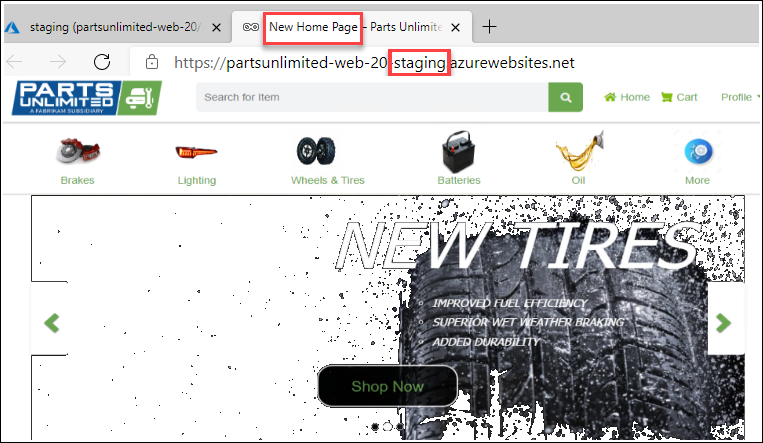 staging (partsunlimited-web-20/
New Home Page - Parts Unlimite
https://partsunlimited-web-20-staging.azurewebsites.net
PARTS
UNLIMITED
A FABRIKAM SUBSIDIARY
Search for Item
Home
Cart
Profile
Brakes
Lighting
Wheels & Tires
Batteries
Oil
More
NEW TIRES
IMPROVED FUEL EFFICIENCY
SUPERIOR WET WEATHER BRAKING
ADDED DURABILITY
Shop Now